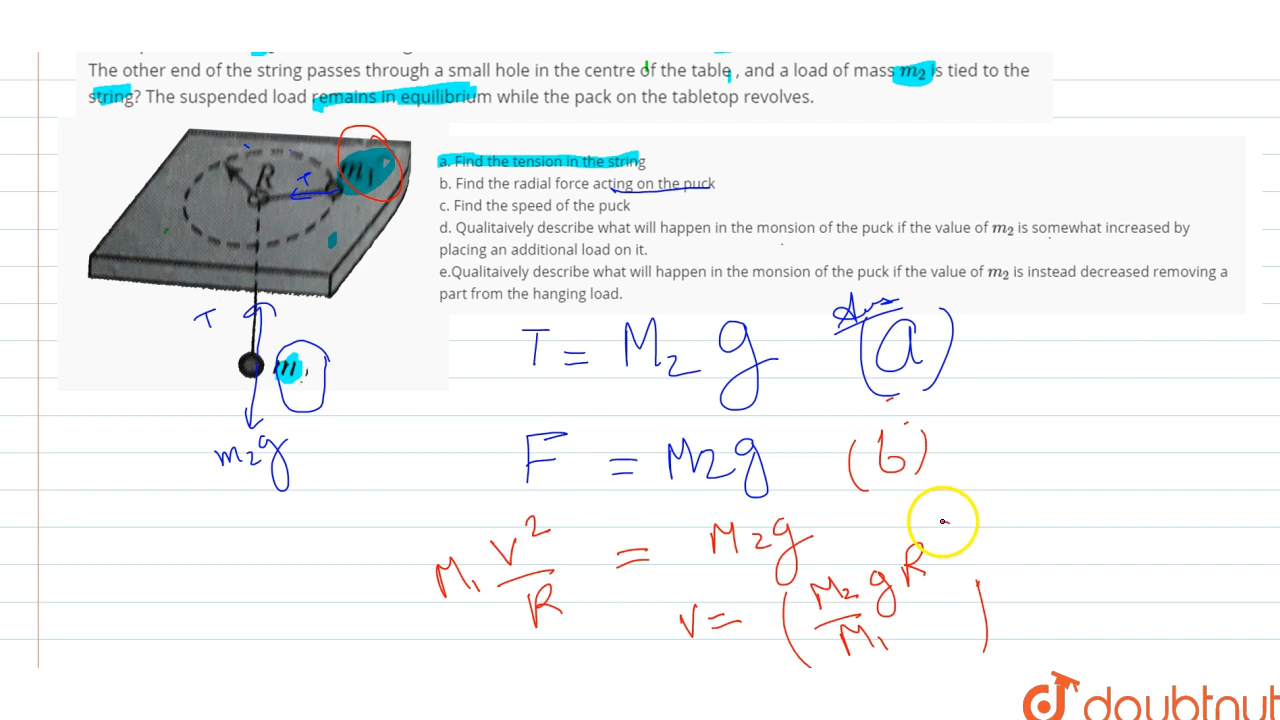 The other end of the string passes through a small hole in the centre of the table , and a load of mass m₂ is tied to the
string? The suspended load remains in equilibrium while the pack on the tabletop revolves.
R
T
m₁
a. Find the tension in the string
b. Find the radial force acting on the puck
c. Find the speed of the puck
d. Qualitaively describe what will happen in the monsion of the puck if the value of m₂ is somewhat increased by
placing an additional load on it.
e.Qualitaively describe what will happen in the monsion of the puck if the value of m₂ is instead decreased removing a
part from the hanging load.
T
m
m₂g
Ans
T = M₂ g (a)
F = M₂g (b)
M₁ v²/R = M₂g
v = (M₂ g R / M₁)
doubtnut